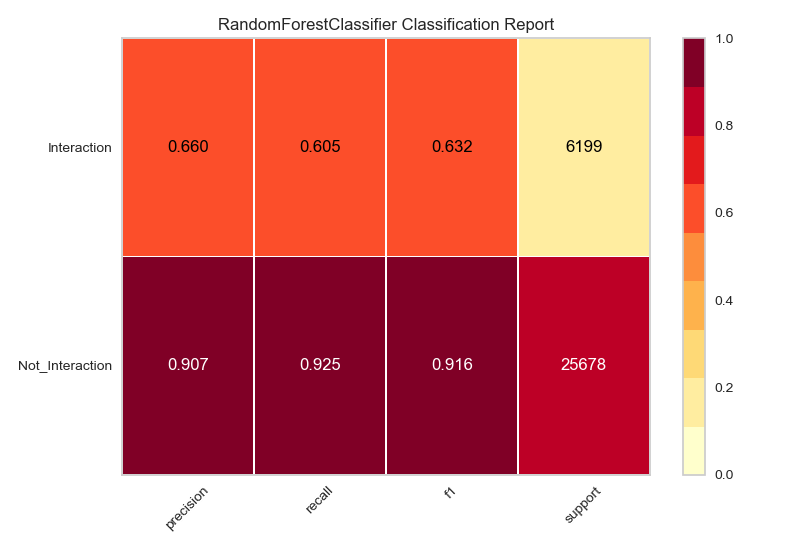 RandomForestClassifier Classification Report
Interaction 0.660 0.605 0.632 6199
Not_Interaction 0.907 0.925 0.916 25678
precision recall f1 support
1.0
0.8
0.6
0.4
0.2
0.0